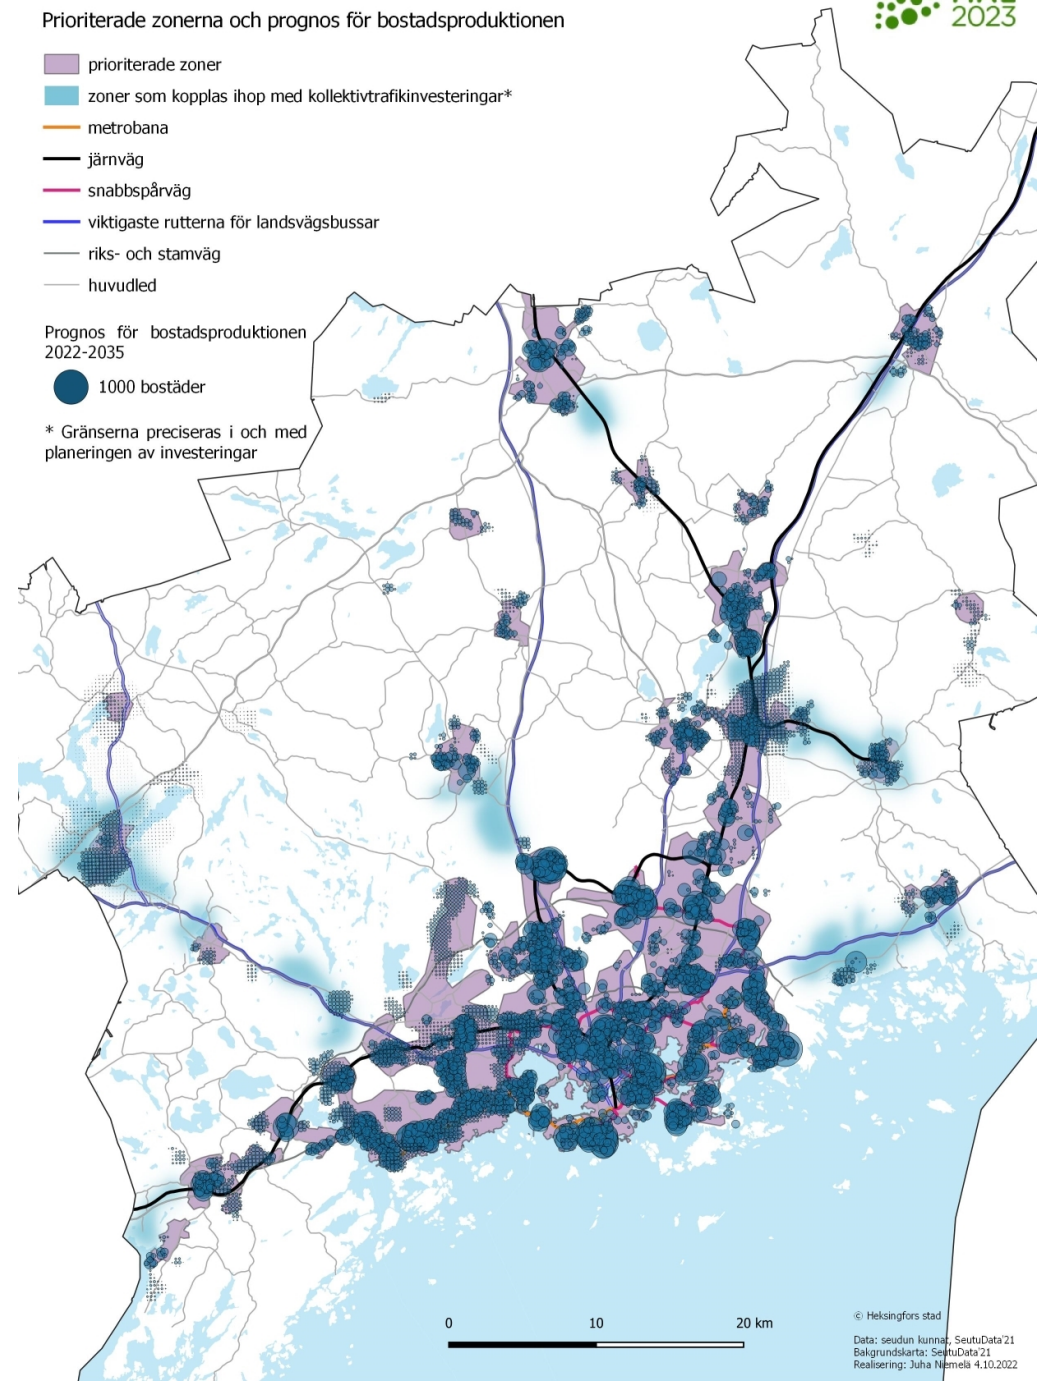 Prioriterade zonerna och prognos för bostadsproduktionen
2023
prioriterade zoner
zoner som kopplas ihop med kollektivtrafikinvesteringar*
metrobana
järnväg
snabbspårväg
viktigaste rutterna för landsvägsbussar
riks- och stamväg
huvudled
Prognos för bostadsproduktionen
2022-2035
1000 bostäder
* Gränserna preciseras i och med
planeringen av investeringar
0 10 20 km
© Heksingfors stad
Data: seudun kunnat, SeutuData'21
Bakgrundskarta: SeutuData'21
Realisering: Juha Niemelä 4.10.2022